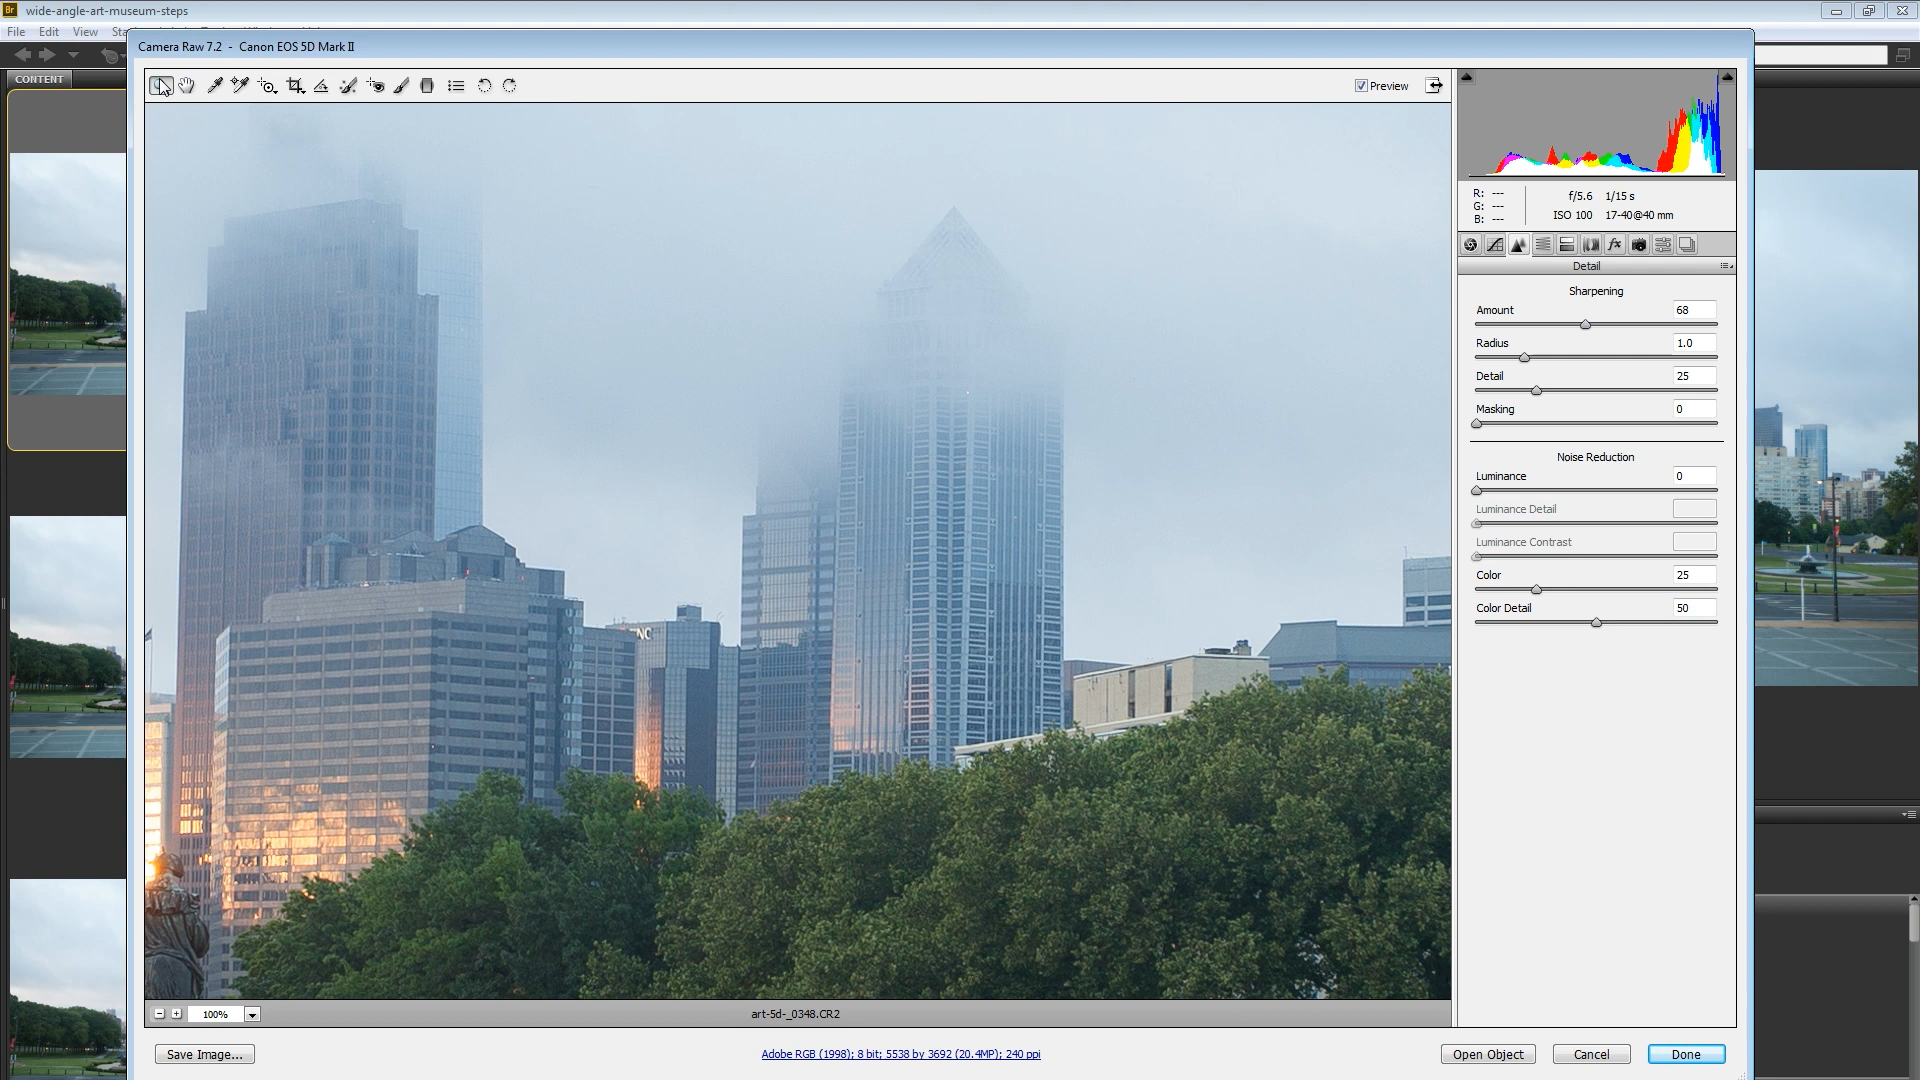 Br wide-angle-art-museum-steps
File Edit View
CONTENT
Camera Raw 7.2 - Canon EOS 5D Mark II
Preview
R: ---
G: ---
B: ---
f/5.6 1/15 s
ISO 100 17-40@40 mm
fx
Detail
Sharpening
Amount 68
Radius 1.0
Detail 25
Masking 0
Noise Reduction
Luminance 0
Luminance Detail
Luminance Contrast
Color 25
Color Detail 50
NC
100%
art-5d-_0348.CR2
Save Image...
Adobe RGB (1998); 8 bit; 5538 by 3692 (20.4MP); 240 ppi
Open Object
Cancel
Done